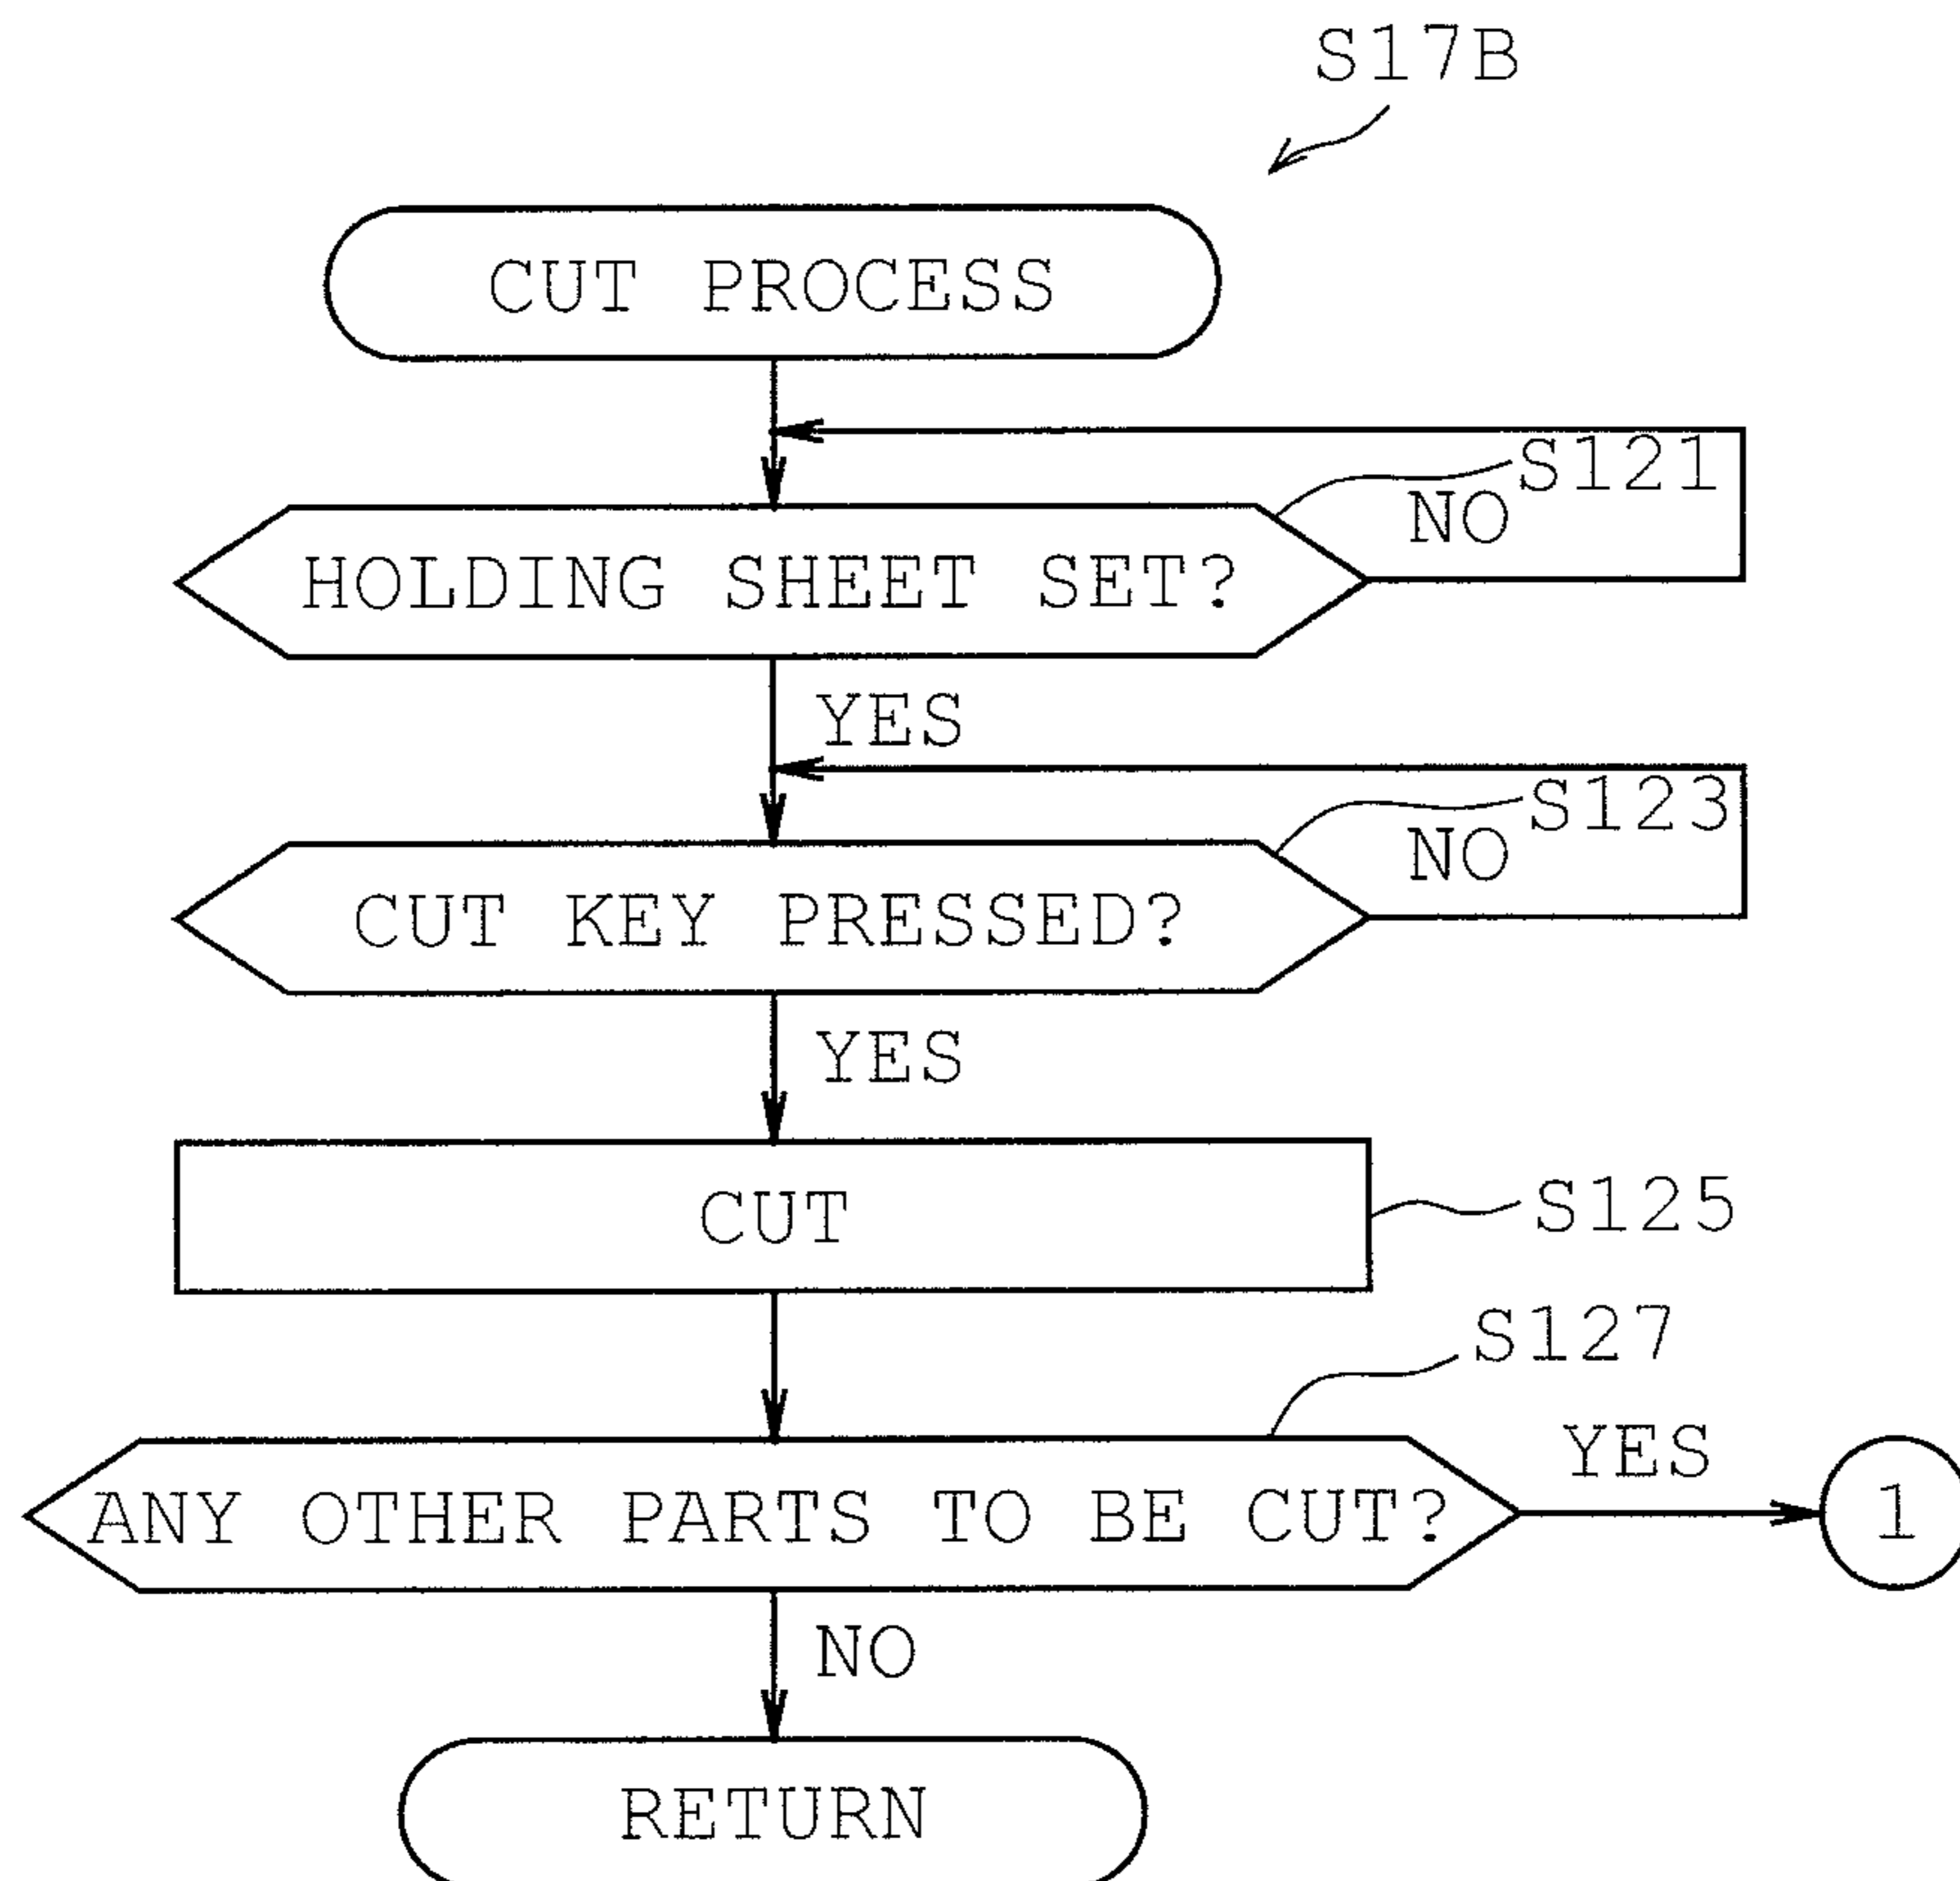 S17B
CUT PROCESS
S121
NO
HOLDING SHEET SET?
YES
S123
NO
CUT KEY PRESSED?
YES
CUT
S125
S127
YES
ANY OTHER PARTS TO BE CUT?
1
NO
RETURN